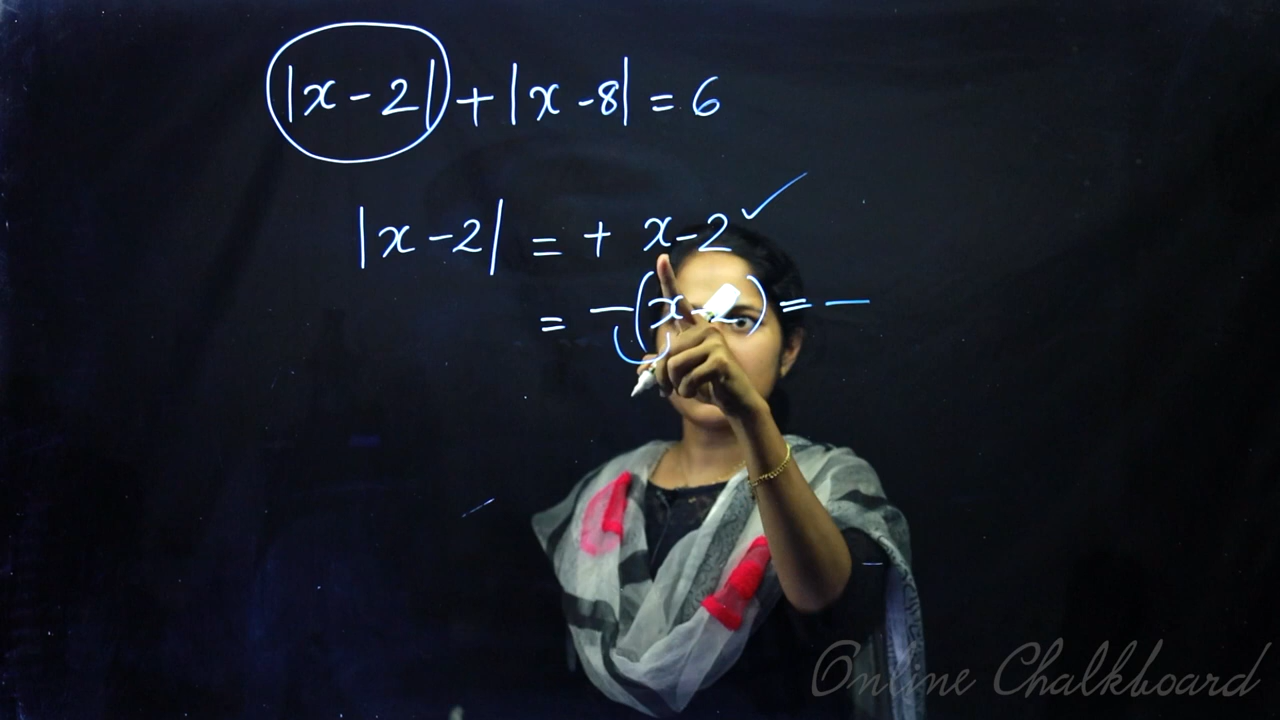 |x-2| + |x-8| = 6
|x-2| = + x-2 ✓
= -(x-2) = -
Online Chalkboard